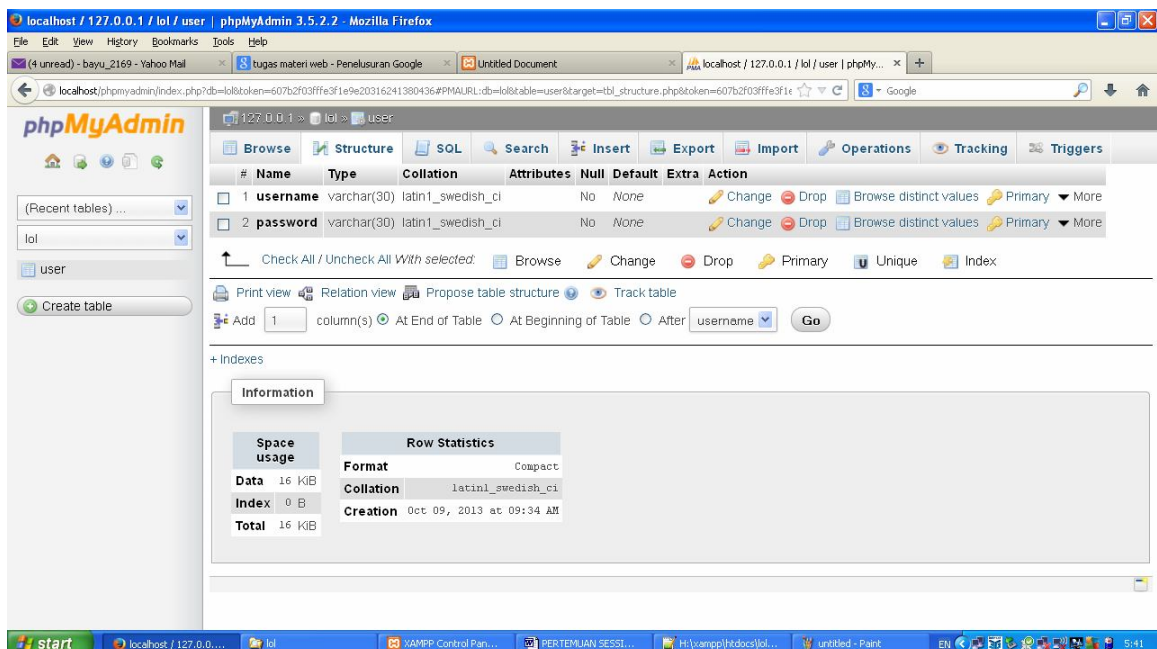 localhost / 127.0.0.1 / lol / user | phpMyAdmin 3.5.2.2 - Mozilla Firefox
File Edit View History Bookmarks Tools Help
(4 unread) - bayu_2169 - Yahoo Mail
tugas materi web - Penelusuran Google
Untitled Document
localhost / 127.0.0.1 / lol / user | phpMy...
localhost/phpmyadmin/index.php?db=lol&token=607b2f03fffe3f1e9e20316241380436#PMAURL:db=lol&table=user&target=tbl_structure.php&token=607b2f03fffe3f1e
Google
phpMyAdmin
127.0.0.1 » lol » user
Browse Structure SQL Search Insert Export Import Operations Tracking Triggers
# Name Type Collation Attributes Null Default Extra Action
1 username varchar(30) latin1_swedish_ci No None Change Drop Browse distinct values Primary More
2 password varchar(30) latin1_swedish_ci No None Change Drop Browse distinct values Primary More
(Recent tables) ...
lol
user
Create table
Check All / Uncheck All With selected: Browse Change Drop Primary Unique Index
Print view Relation view Propose table structure Track table
Add 1 column(s) At End of Table At Beginning of Table After username Go
+ Indexes
Information
Space usage
Data 16 KiB
Index 0 B
Total 16 KiB
Row Statistics
Format Compact
Collation latin1_swedish_ci
Creation Oct 09, 2013 at 09:34 AM
start
localhost / 127.0.0....
lol
XAMPP Control Pan...
PERTEMUAN SESSI...
H:\xampp\htdocs\lol...
untitled - Paint
EN
5:41